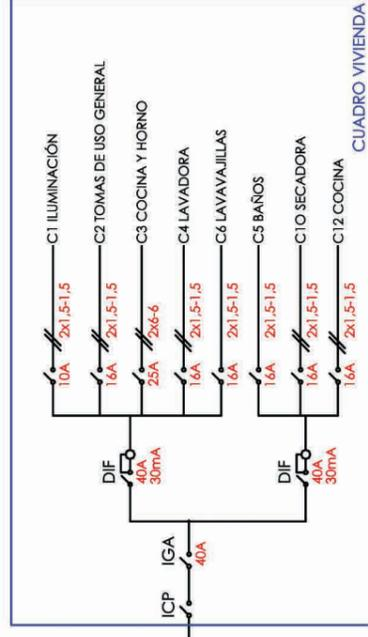 CUADRO VIVIENDA
ICP
IGA
40A
DIF
40A
30mA
10A
2x1,5-1,5
C1 ILUMINACIÓN
16A
2x1,5-1,5
C2 TOMAS DE USO GENERAL
25A
2x6-6
C3 COCINA Y HORNO
16A
2x1,5-1,5
C4 LAVADORA
16A
2x1,5-1,5
C6 LAVAVAJILLAS
DIF
40A
30mA
16A
2x1,5-1,5
C5 BAÑOS
16A
2x1,5-1,5
C10 SECADORA
16A
2x1,5-1,5
C12 COCINA